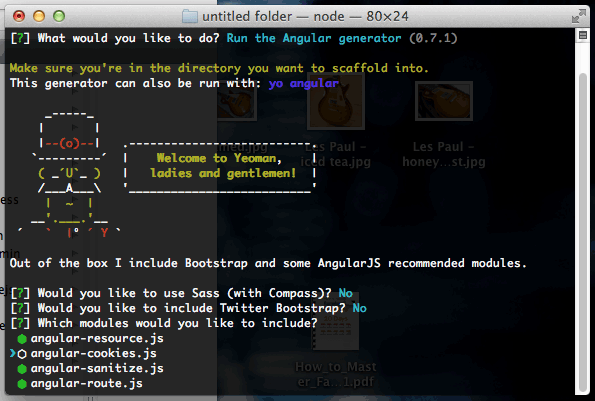 untitled folder — node — 80×24
[?] What would you like to do? Run the Angular generator (0.7.1)
Make sure you're in the directory you want to scaffold into.
This generator can also be run with: yo angular
Welcome to Yeoman,
ladies and gentlemen!
Out of the box I include Bootstrap and some AngularJS recommended modules.
[?] Would you like to use Sass (with Compass)? No
[?] Would you like to include Twitter Bootstrap? No
[?] Which modules would you like to include?
angular-resource.js
angular-cookies.js
angular-sanitize.js
angular-route.js
Les Paul –
iced tea.jpg
Les Paul –
honey...st.jpg
How_to_Mast
er_Fa...1.pdf